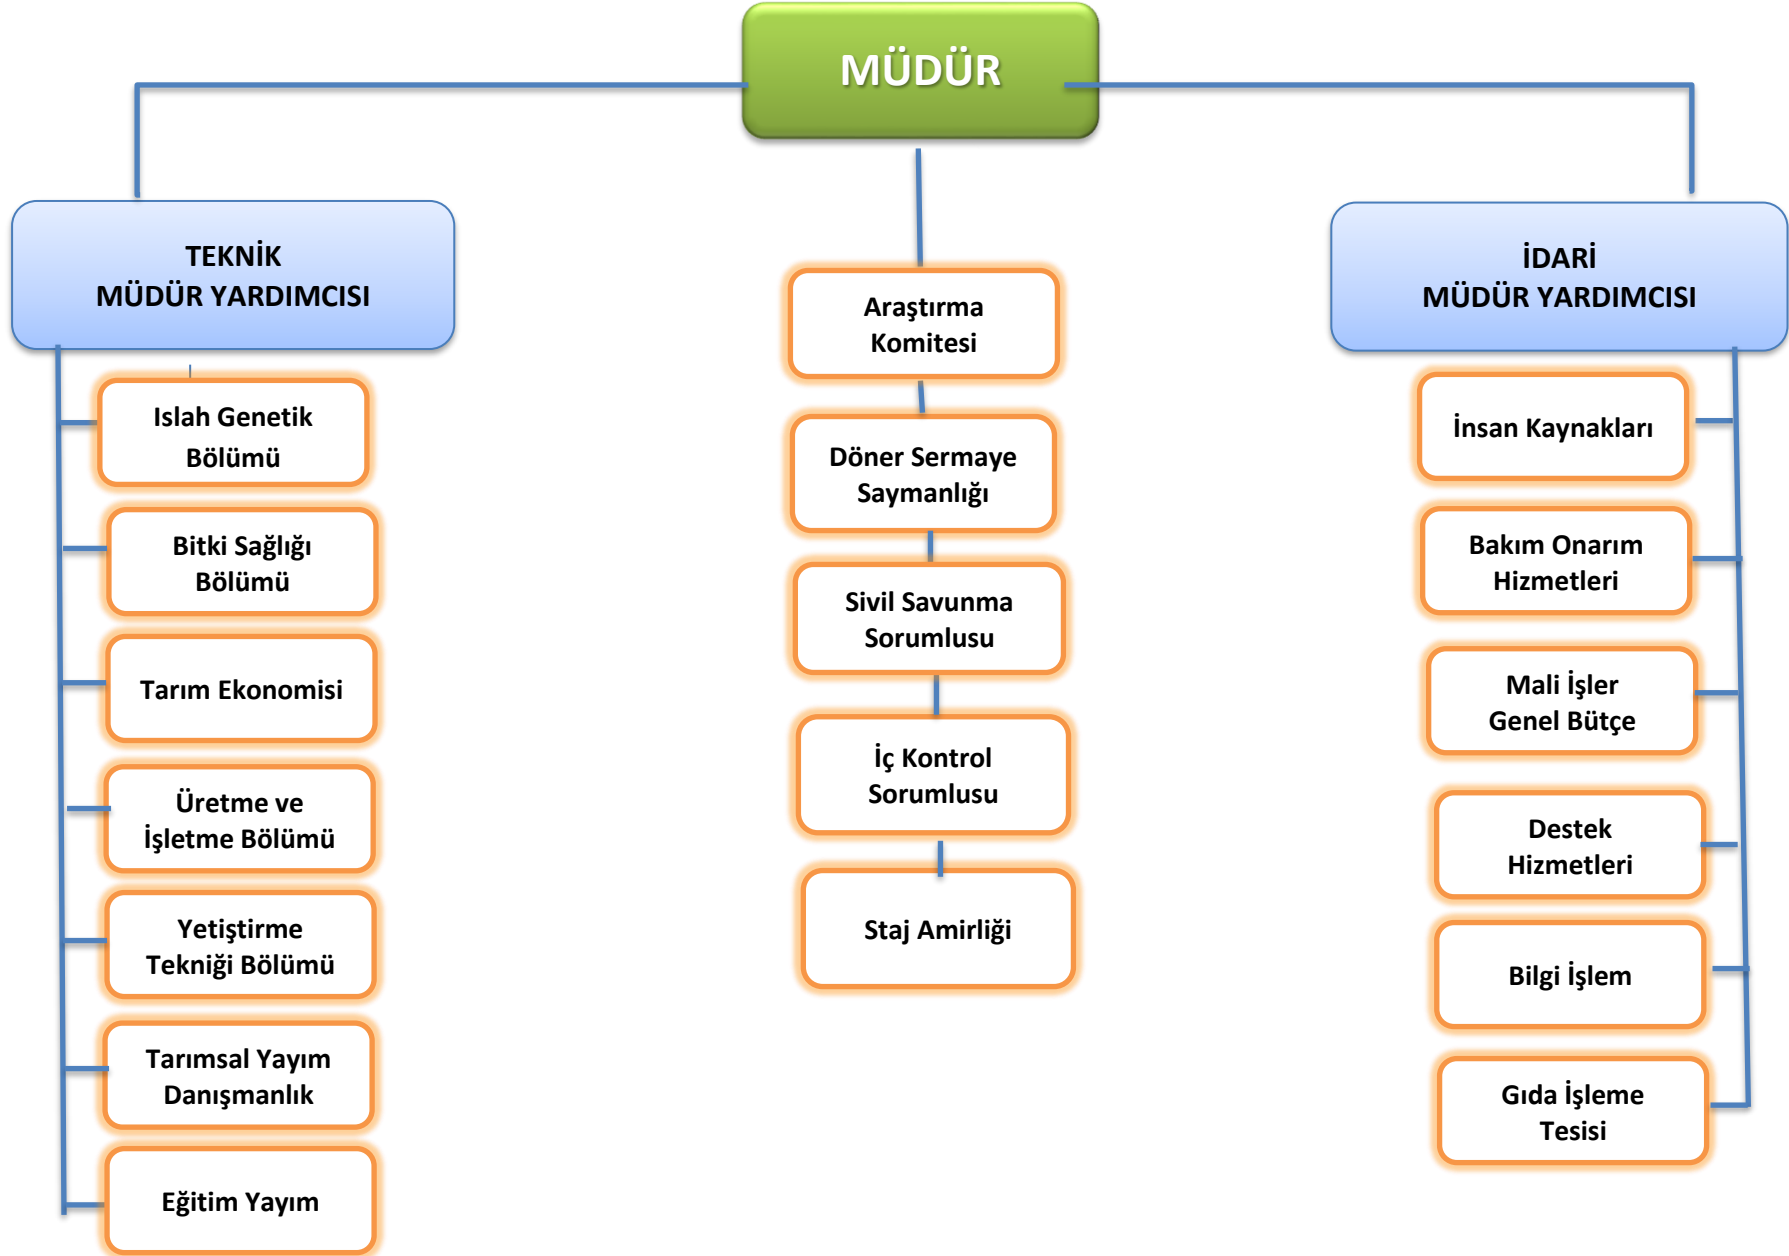 MÜDÜR
TEKNİK
MÜDÜR YARDIMCISI
Islah Genetik
Bölümü
Bitki Sağlığı
Bölümü
Tarım Ekonomisi
Üretme ve
İşletme Bölümü
Yetiştirme
Tekniği Bölümü
Tarımsal Yayım
Danışmanlık
Eğitim Yayım
Araştırma
Komitesi
Döner Sermaye
Saymanlığı
Sivil Savunma
Sorumlusu
İç Kontrol
Sorumlusu
Staj Amirliği
İDARİ
MÜDÜR YARDIMCISI
İnsan Kaynakları
Bakım Onarım
Hizmetleri
Mali İşler
Genel Bütçe
Destek
Hizmetleri
Bilgi İşlem
Gıda İşleme
Tesisi